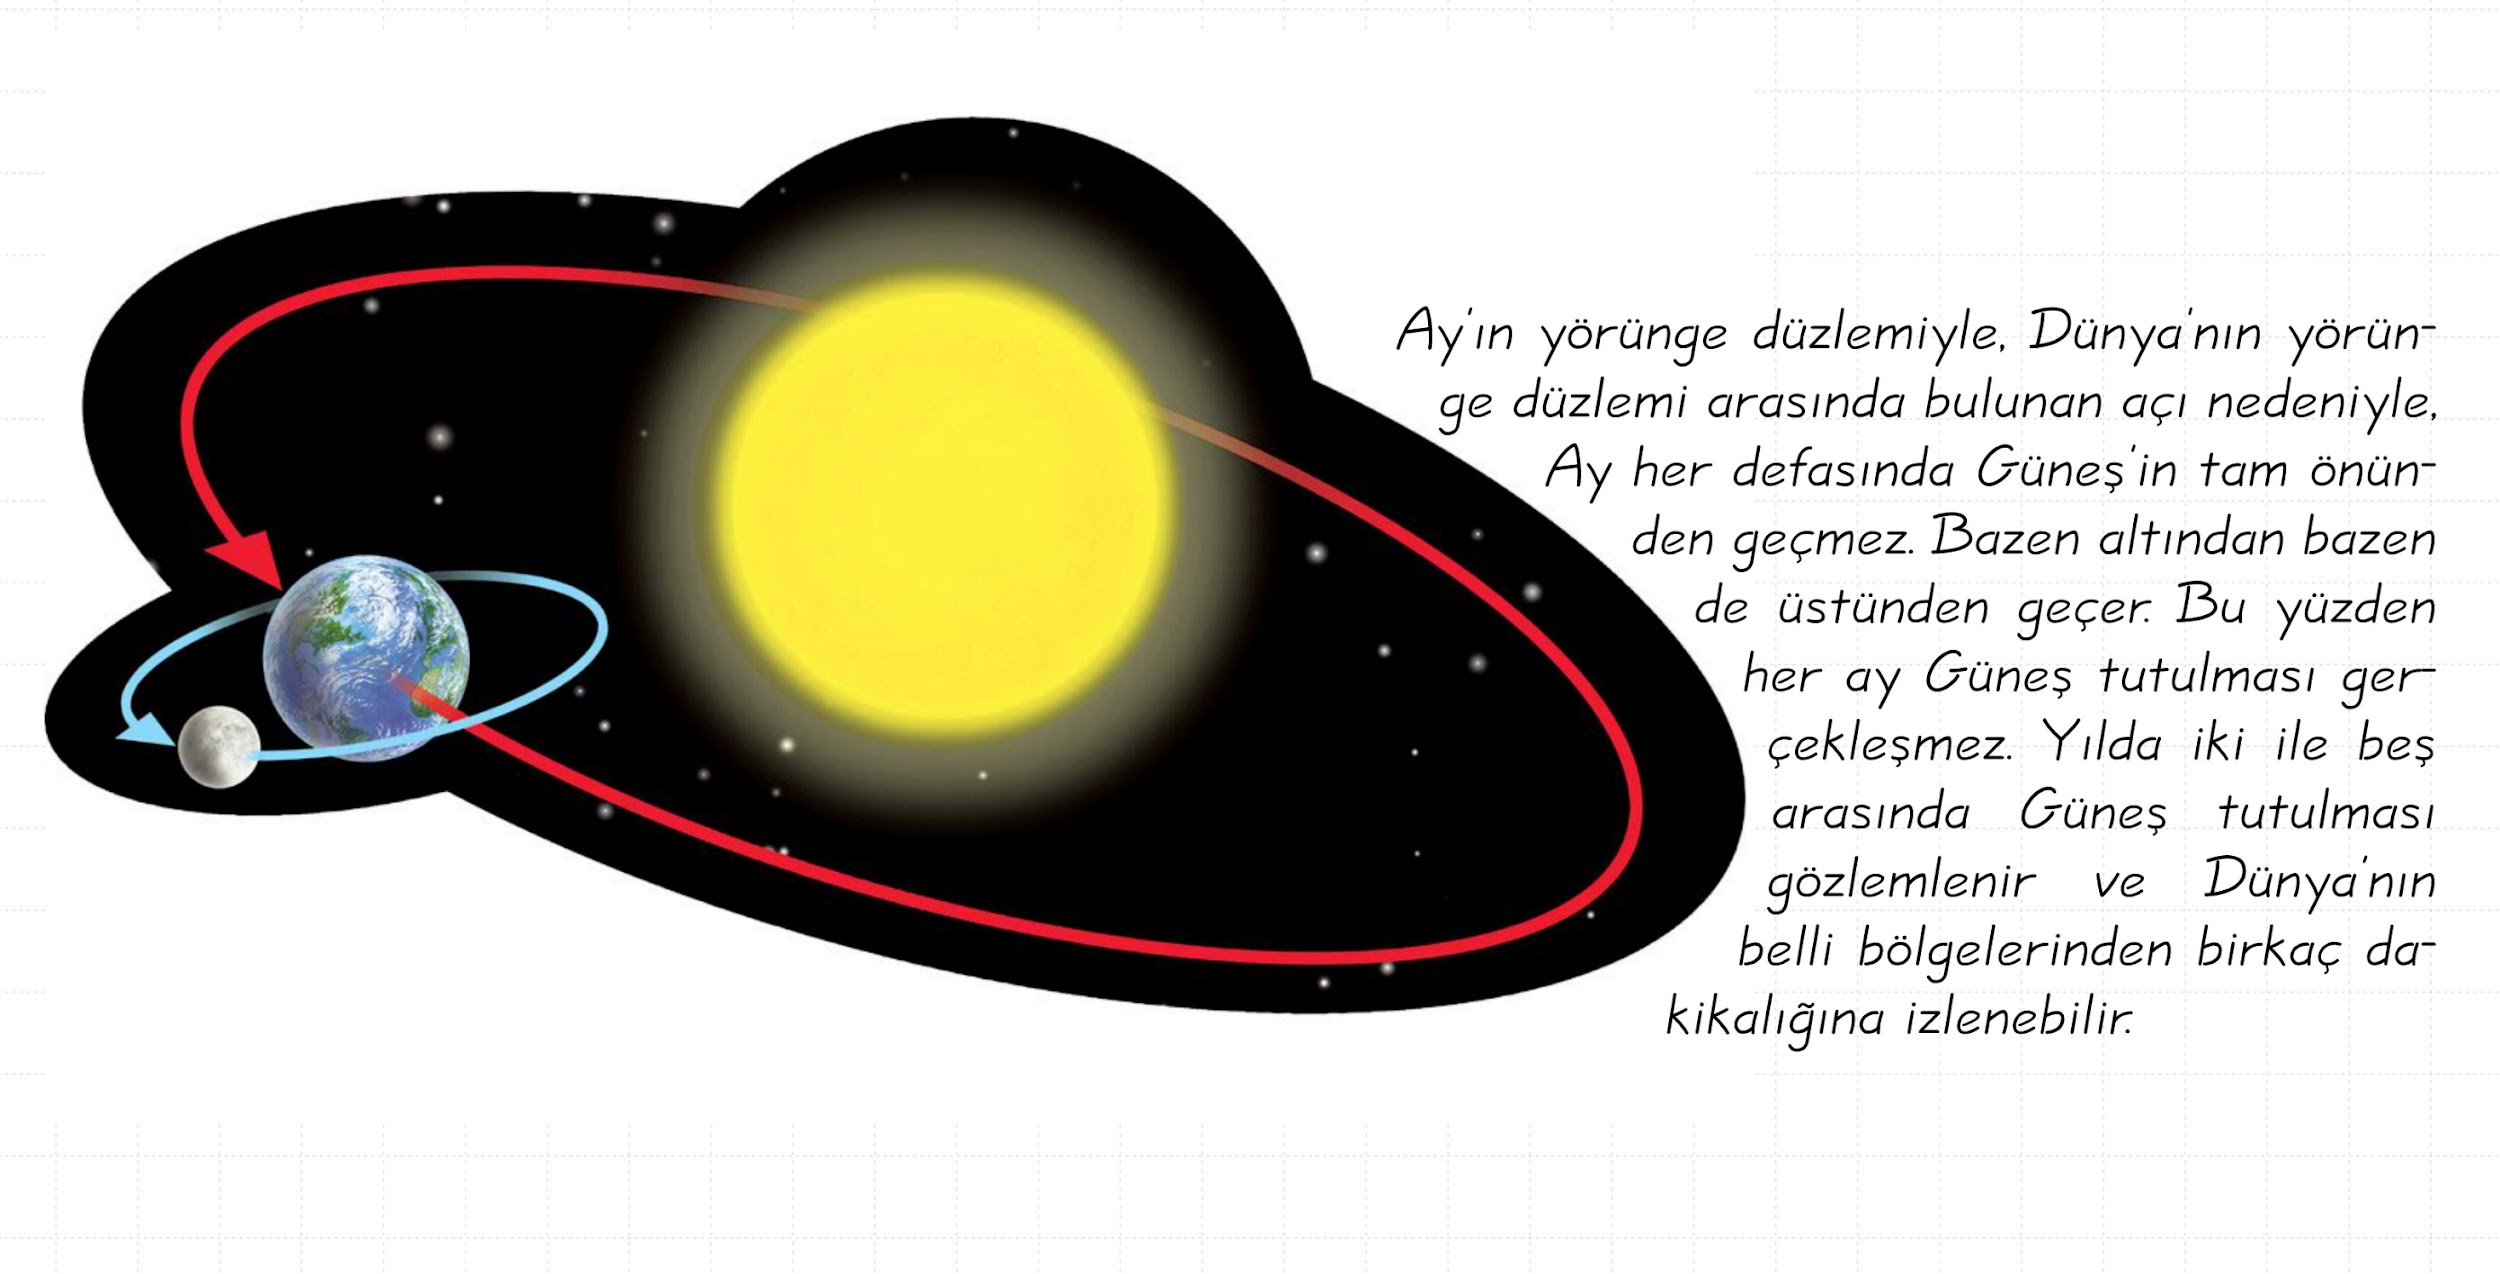 Ay'ın yörünge düzlemiyle, Dünya'nın yörün-
ge düzlemi arasında bulunan açı nedeniyle,
Ay her defasında Güneş'in tam önün-
den geçmez. Bazen altından bazen
de üstünden geçer. Bu yüzden
her ay Güneş tutulması ger-
çekleşmez. Yılda iki ile beş
arasında Güneş tutulması
gözlemlenir ve Dünya'nın
belli bölgelerinden birkaç da-
kikalığına izlenebilir.